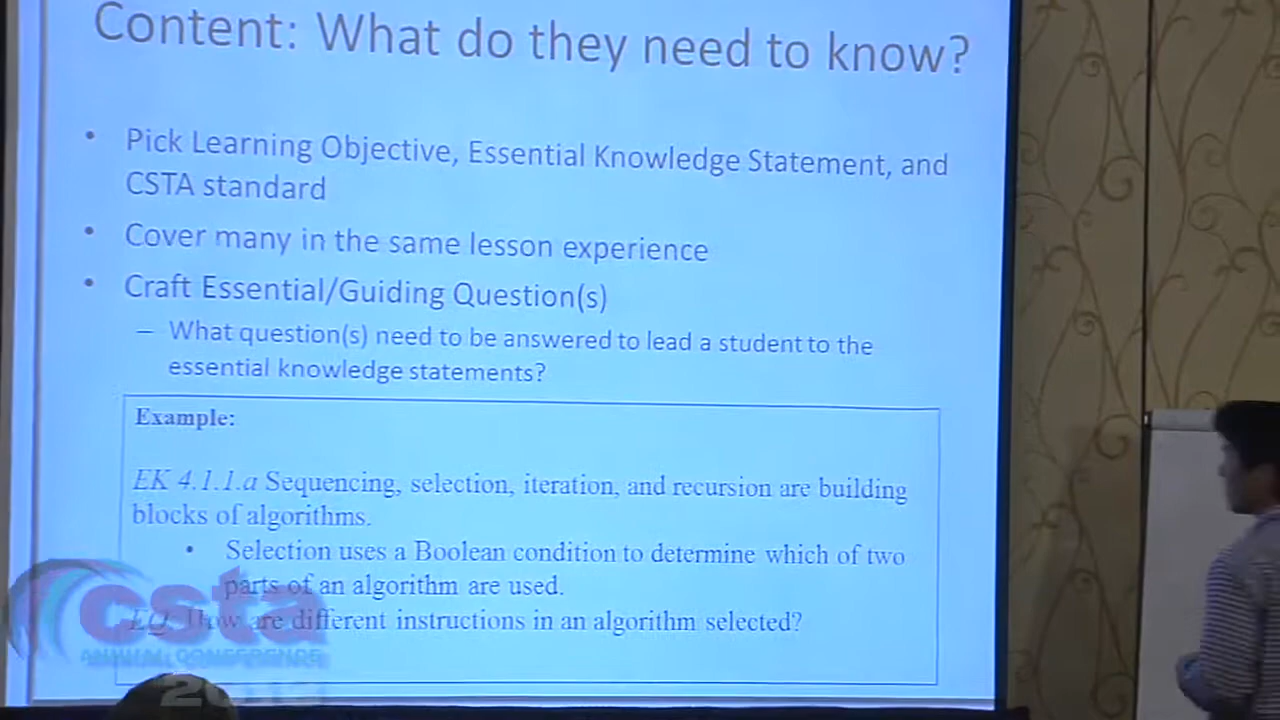 Content: What do they need to know?
• Pick Learning Objective, Essential Knowledge Statement, and
CSTA standard
• Cover many in the same lesson experience
• Craft Essential/Guiding Question(s)
– What question(s) need to be answered to lead a student to the
essential knowledge statements?
Example:
EK 4.1.1.a Sequencing, selection, iteration, and recursion are building
blocks of algorithms.
• Selection uses a Boolean condition to determine which of two
parts of an algorithm are used.
EQ: How are different instructions in an algorithm selected?
csta
ANNUAL CONFERENCE